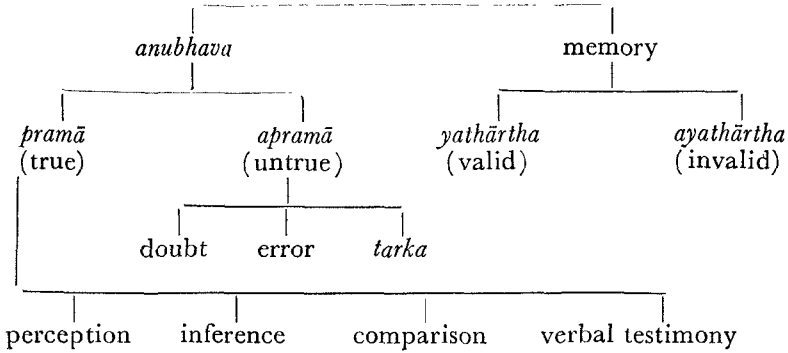 anubhava memory
pramā apramā yathārtha ayathārtha
(true) (untrue) (valid) (invalid)
doubt error tarka
perception inference comparison verbal testimony